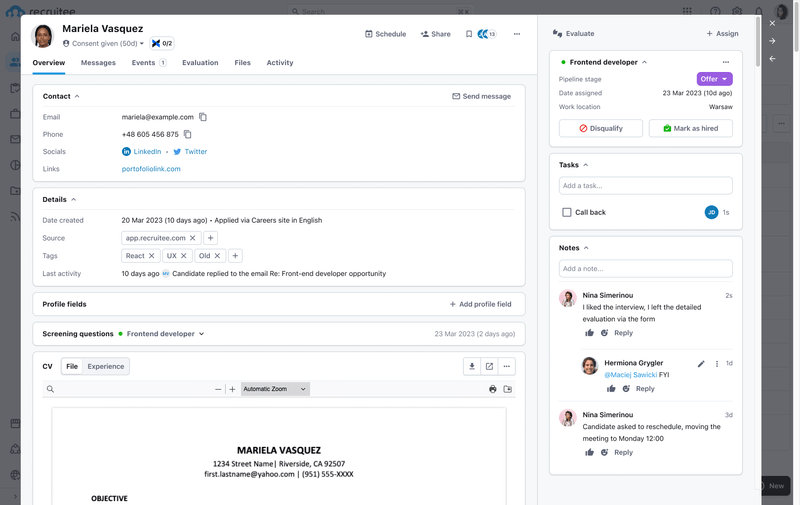 recruitee
Search
Mariela Vasquez
Consent given (50d)
0/2
Schedule
Share
13
Overview
Messages
Events 1
Evaluation
Files
Activity
Contact
Send message
Email mariela@example.com
Phone +48 605 456 875
Socials LinkedIn • Twitter
Links portofoliolink.com
Details
Date created 20 Mar 2023 (10 days ago) • Applied via Careers site in English
Source app.recruitee.com
Tags React UX Old
Last activity 10 days ago Candidate replied to the email Re: Front-end developer opportunity
Profile fields
Add profile field
Screening questions Frontend developer 23 Mar 2023 (2 days ago)
CV File Experience
Automatic Zoom
MARIELA VASQUEZ
1234 Street Name| Riverside, CA 92507
first.lastname@yahoo.com | (951) 555-XXXX
OBJECTIVE
Evaluate
Assign
Frontend developer
Pipeline stage Offer
Date assigned 23 Mar 2023 (10d ago)
Work location Warsaw
Disqualify
Mark as hired
Tasks
Add a task...
Call back JD 1s
Notes
Add a note...
Nina Simerinou 2s
I liked the interview, I left the detailed
evaluation via the form
Reply
Hermiona Grygler 1d
@Maciej Sawicki FYI
Reply
Nina Simerinou 3d
Candidate asked to reschedule, moving the
meeting to Monday 12:00
Reply
New